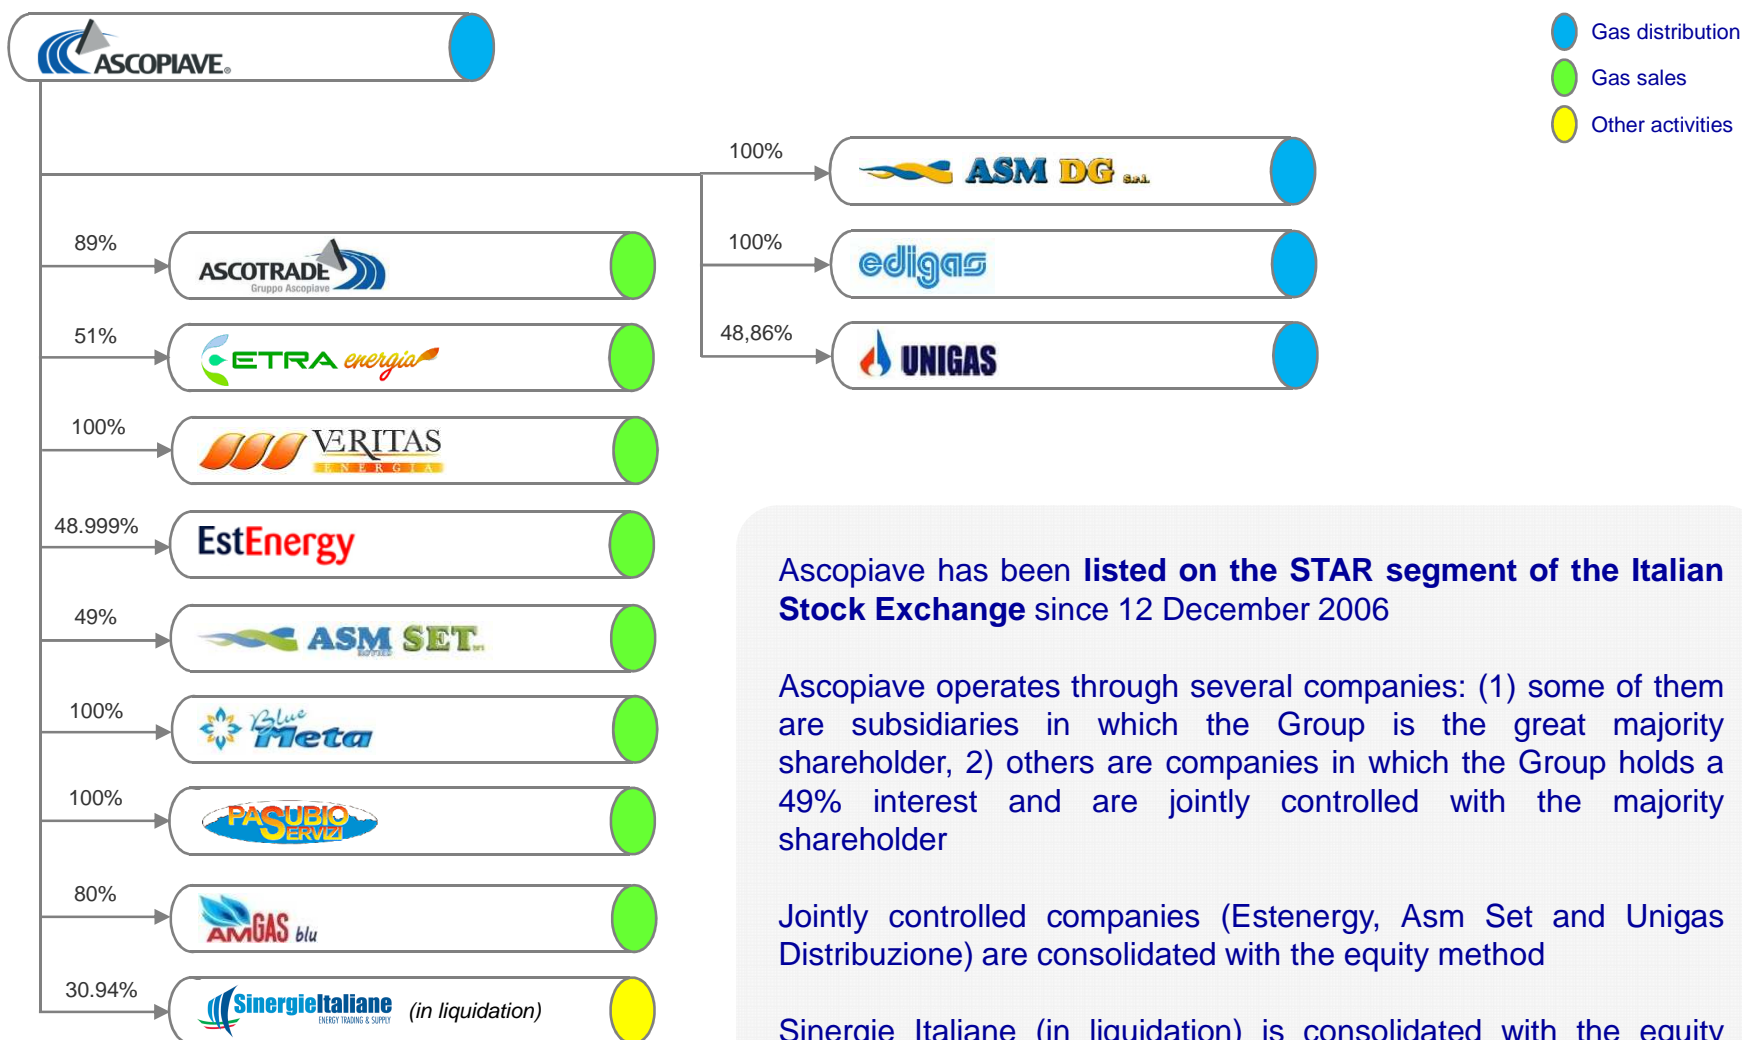 ASCOPIAVE®
Gas distribution
Gas sales
Other activities
100%
ASM DG S.r.l.
89%
ASCOTRADE
Gruppo Ascopiave
100%
edigas
51%
ETRA energia
48,86%
UNIGAS
100%
VERITAS
ENERGIA
48.999%
EstEnergy
49%
ASM SET
100%
Blue
Meta
100%
PASUBIO
SERVIZI
80%
AMGAS blu
30.94%
SinergieItaliane (in liquidation)
ENERGY TRADING & SUPPLY
Ascopiave has been listed on the STAR segment of the Italian
Stock Exchange since 12 December 2006
Ascopiave operates through several companies: (1) some of them
are subsidiaries in which the Group is the great majority
shareholder, 2) others are companies in which the Group holds a
49% interest and are jointly controlled with the majority
shareholder
Jointly controlled companies (Estenergy, Asm Set and Unigas
Distribuzione) are consolidated with the equity method
Sinergie Italiane (in liquidation) is consolidated with the equity